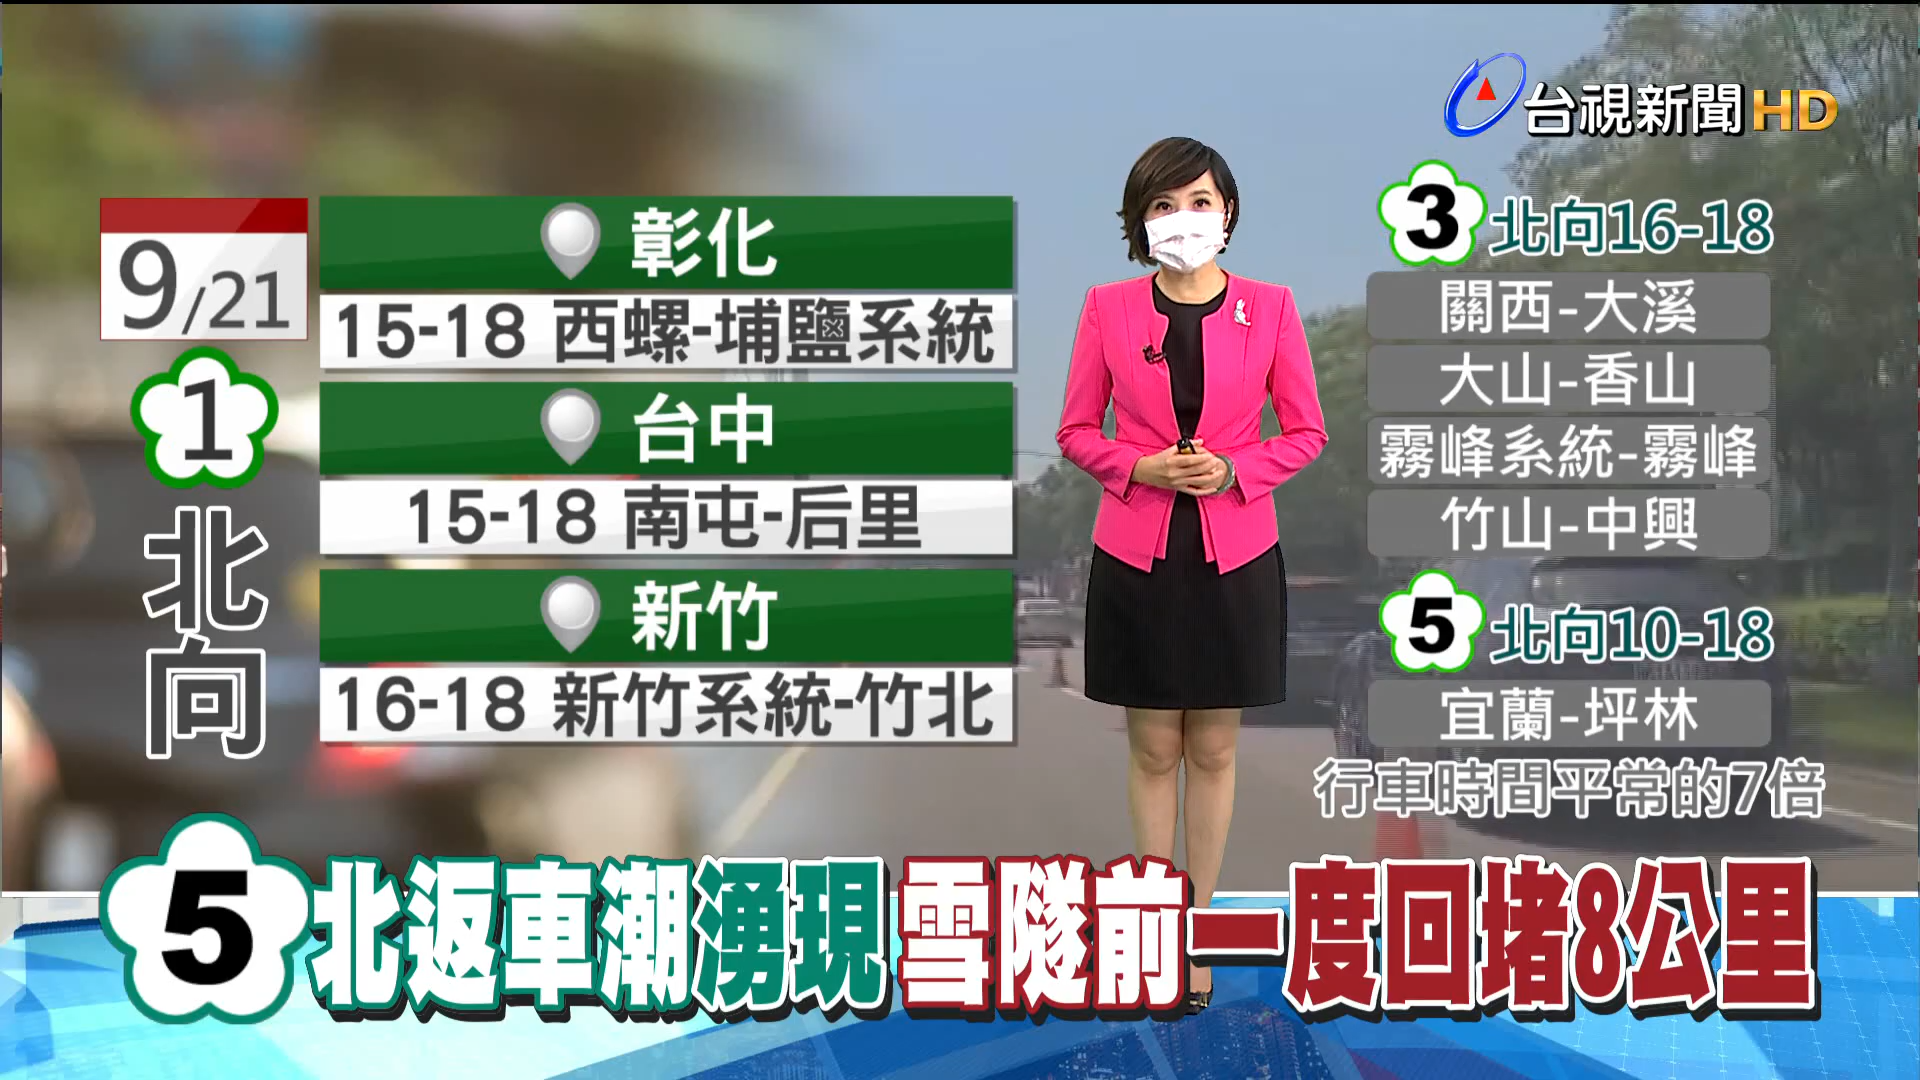 台視新聞HD
9/21
1
北向
彰化
15-18 西螺-埔鹽系統
台中
15-18 南屯-后里
新竹
16-18 新竹系統-竹北
3 北向16-18
關西-大溪
大山-香山
霧峰系統-霧峰
竹山-中興
5 北向10-18
宜蘭-坪林
行車時間平常的7倍
5 北返車潮湧現 雪隧前一度回堵8公里